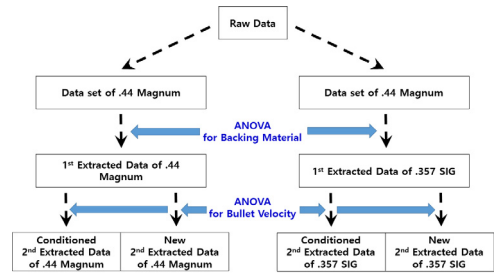 Raw Data
Data set of .44 Magnum
Data set of .44 Magnum
ANOVA
for Backing Material
1st Extracted Data of .44
Magnum
1st Extracted Data of .357 SIG
ANOVA
for Bullet Velocity
Conditioned
2nd Extracted Data
of .44 Magnum
New
2nd Extracted Data
of .44 Magnum
Conditioned
2nd Extracted Data
of .357 SIG
New
2nd Extracted Data
of .357 SIG